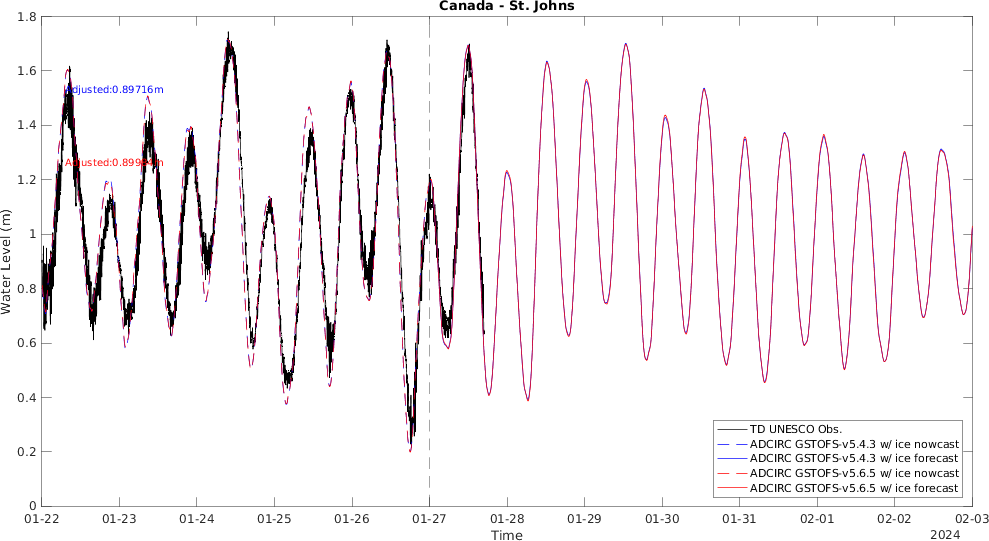 Canada - St. Johns
1.8
1.6
1.4
1.2
1
0.8
0.6
0.4
0.2
0
Water Level (m)
Adjusted:0.89716m
TD UNESCO Obs.
ADCIRC GSTOFS-v5.4.3 w/ ice nowcast
ADCIRC GSTOFS-v5.4.3 w/ ice forecast
ADCIRC GSTOFS-v5.6.5 w/ ice nowcast
ADCIRC GSTOFS-v5.6.5 w/ ice forecast
01-22 01-23 01-24 01-25 01-26 01-27 01-28 01-29 01-30 01-31 02-01 02-02 02-03
Time
2024